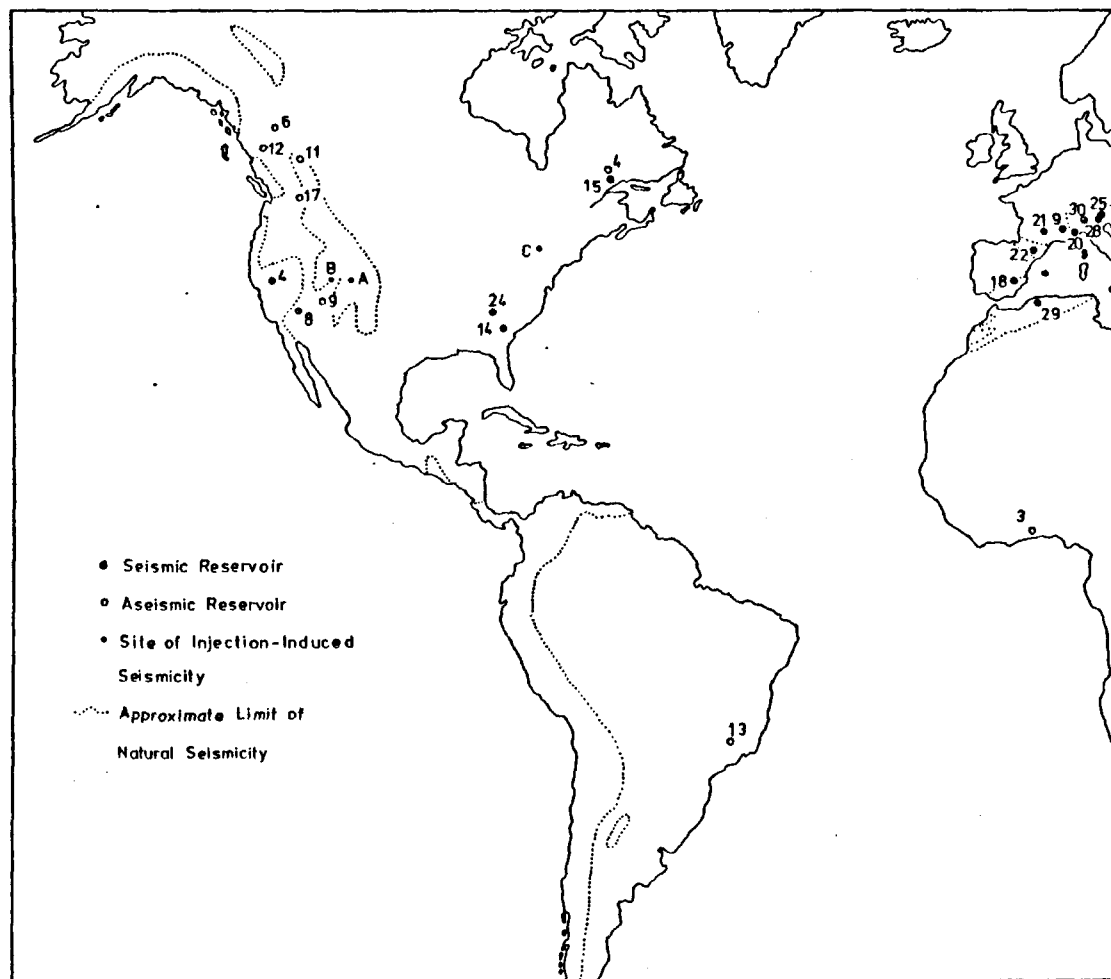 6
12
11
17
4
15
25
30
21 9
28
20
22
C
B
A
4
9
8
18
24
14
29
3
Seismic Reservoir
Aseismic Reservoir
Site of Injection-Induced
Seismicity
Approximate Limit of
Natural Seismicity
13